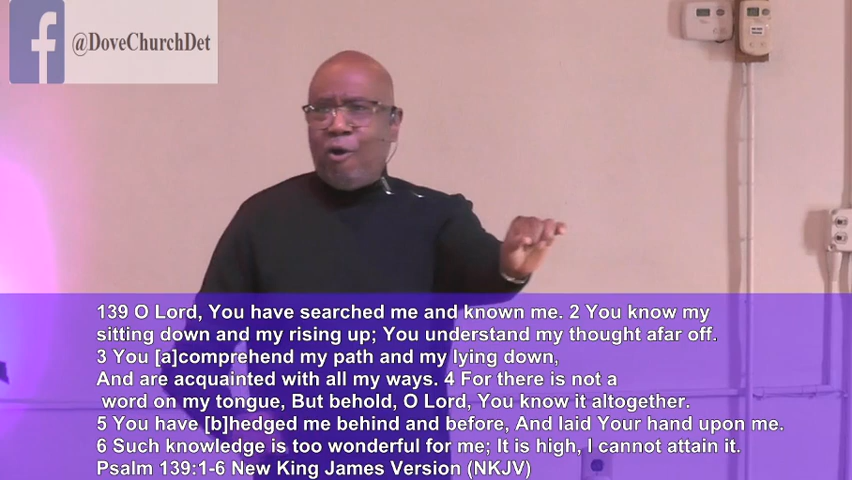 f @DoveChurchDet
139 O Lord, You have searched me and known me. 2 You know my
sitting down and my rising up; You understand my thought afar off.
3 You [a]comprehend my path and my lying down,
And are acquainted with all my ways. 4 For there is not a
word on my tongue, But behold, O Lord, You know it altogether.
5 You have [b]hedged me behind and before, And laid Your hand upon me.
6 Such knowledge is too wonderful for me; It is high, I cannot attain it.
Psalm 139:1-6 New King James Version (NKJV)